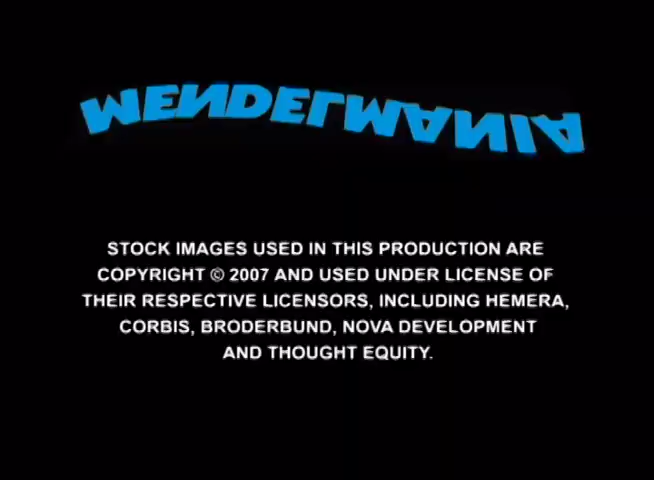 WENDELMANIA
STOCK IMAGES USED IN THIS PRODUCTION ARE
COPYRIGHT © 2007 AND USED UNDER LICENSE OF
THEIR RESPECTIVE LICENSORS, INCLUDING HEMERA,
CORBIS, BRODERBUND, NOVA DEVELOPMENT
AND THOUGHT EQUITY.